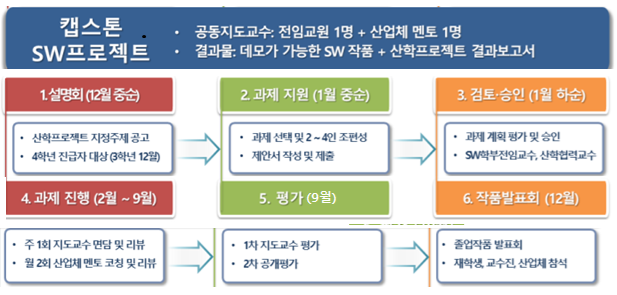 캡스톤
SW프로젝트
• 공동지도교수: 전임교원 1명 + 산업체 멘토 1명
• 결과물: 데모가 가능한 SW 작품 + 산학프로젝트 결과보고서
1.설명회 (12월 중순)
• 산학프로젝트 지정주제 공고
• 4학년 진급자 대상 (3학년 12월)
2. 과제 지원 (1월 중순)
• 과제 선택 및 2 ~ 4인 조편성
• 제안서 작성 및 제출
3. 검토·승인 (1월 하순)
• 과제 계획 평가 및 승인
• SW학부전임교수, 산학협력교수
4. 과제 진행 (2월 ~ 9월)
• 주 1회 지도교수 면담 및 리뷰
• 월 2회 산업체 멘토 코칭 및 리뷰
5. 평가 (9월)
• 1차 지도교수 평가
• 2차 공개평가
6. 작품발표회 (12월)
• 졸업작품 발표회
• 재학생, 교수진, 산업체 참석